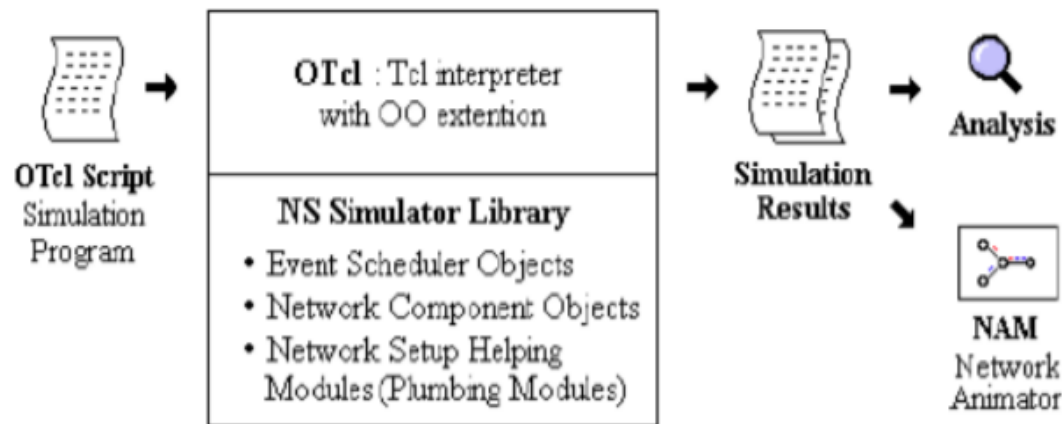 OTcl Script
Simulation
Program
OTcl : Tcl interpreter
with OO extention
NS Simulator Library
• Event Scheduler Objects
• Network Component Objects
• Network Setup Helping
Modules (Plumbing Modules)
Simulation
Results
Analysis
NAM
Network
Animator